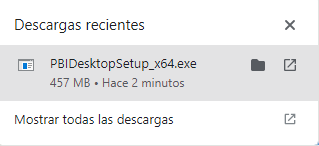 Descargas recientes
PBIDesktopSetup_x64.exe
457 MB • Hace 2 minutos
Mostrar todas las descargas